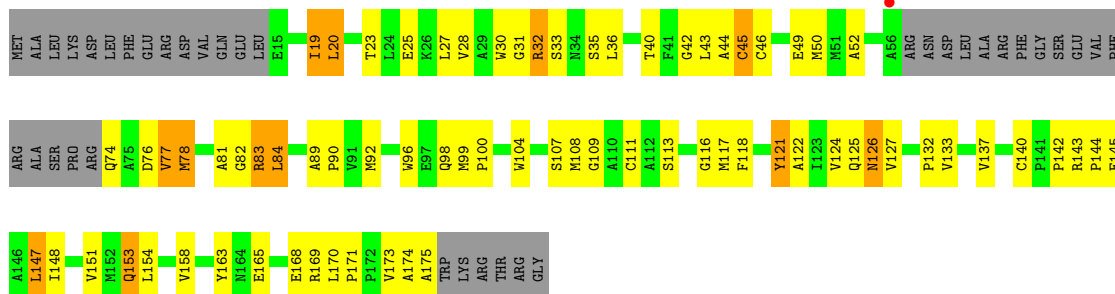 MET ALA LEU LYS ASP LEU PHE GLU ARG ASP VAL GLN GLU LEU E15 I19 L20 T23 L24 E25 K26 L27 V28 A29 W30 G31 R32 S33 N34 S35 L36 T40 F41 G42 L43 A44 C45 C46 E49 M50 M51 A52 A56 ARG ASN ASP LEU ALA ARG PHE GLY SER GLU VAL PHE
ARG ALA SER PRO ARG Q74 A75 D76 V77 M78 A81 G82 R83 L84 A89 P90 V91 M92 W96 E97 Q98 M99 P100 W104 S107 M108 G109 A110 C111 A112 S113 G116 M117 F118 Y121 A122 I123 V124 Q125 N126 V127 P132 V133 V137 C140 P141 P142 R143 P144 E145
A146 L147 I148 V151 M152 Q153 L154 V158 Y163 N164 E165 E168 R169 L170 P171 P172 V173 A174 A175 TRP LYS ARG THR ARG GLY